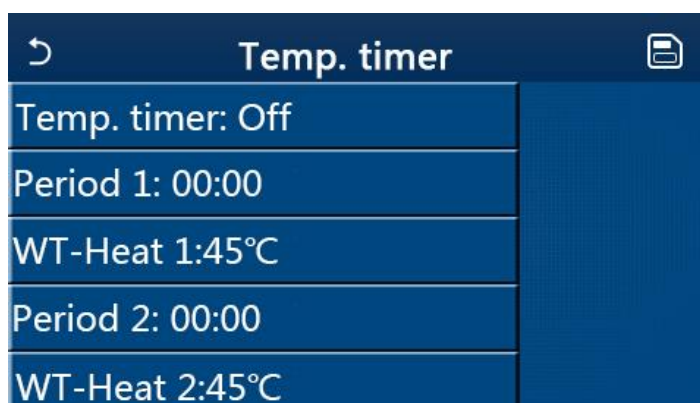 Temp. timer
Temp. timer: Off
Period 1: 00:00
WT-Heat 1:45℃
Period 2: 00:00
WT-Heat 2:45℃